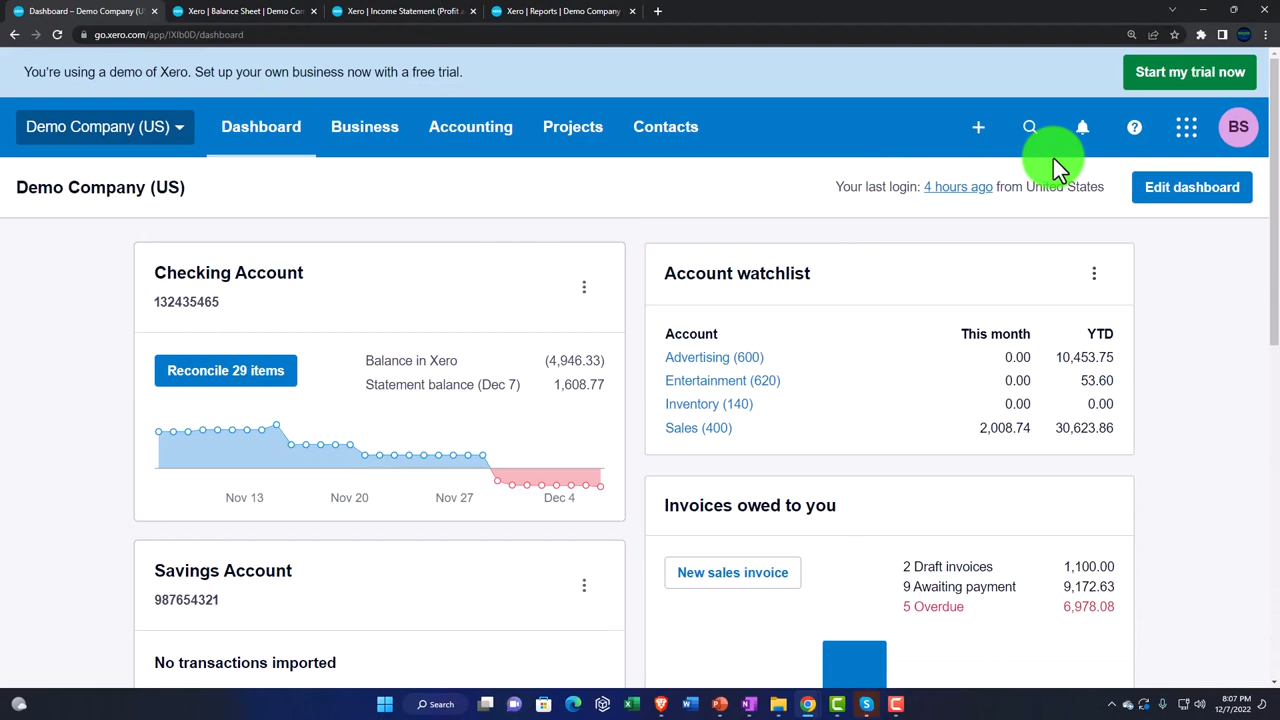 Dashboard – Demo Company (US
Xero | Balance Sheet | Demo Com
Xero | Income Statement (Profit a
Xero | Reports | Demo Company
go.xero.com/app/!XIb0D/dashboard
You're using a demo of Xero. Set up your own business now with a free trial.
Start my trial now
Demo Company (US)
Dashboard
Business
Accounting
Projects
Contacts
BS
Demo Company (US)
Your last login: 4 hours ago from United States
Edit dashboard
Checking Account
132435465
Reconcile 29 items
Balance in Xero (4,946.33)
Statement balance (Dec 7) 1,608.77
Nov 13 Nov 20 Nov 27 Dec 4
Savings Account
987654321
No transactions imported
Account watchlist
Account This month YTD
Advertising (600) 0.00 10,453.75
Entertainment (620) 0.00 53.60
Inventory (140) 0.00 0.00
Sales (400) 2,008.74 30,623.86
Invoices owed to you
New sales invoice
2 Draft invoices 1,100.00
9 Awaiting payment 9,172.63
5 Overdue 6,978.08
Search
8:07 PM
12/7/2022